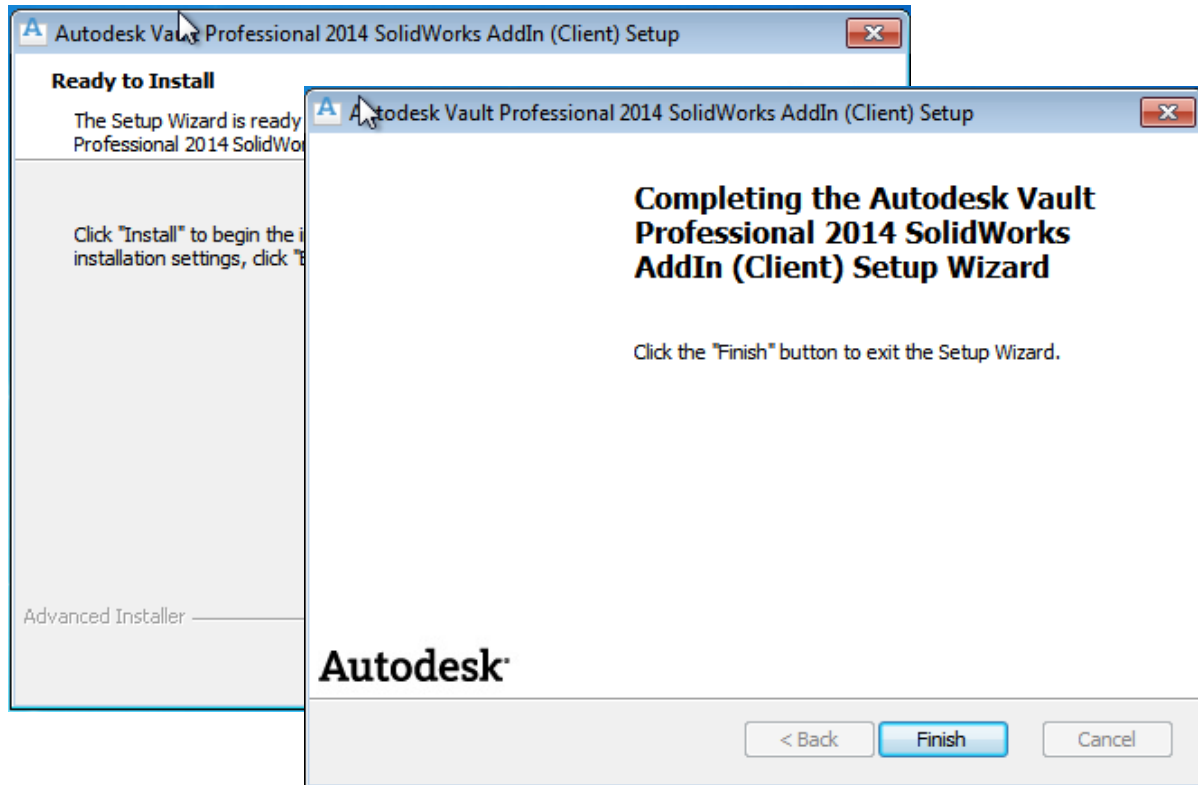 Autodesk Vault Professional 2014 SolidWorks AddIn (Client) Setup
Ready to Install
The Setup Wizard is ready
Professional 2014
Click "Install" to begin the
installation settings, click
Advanced Installer
Autodesk Vault Professional 2014 SolidWorks AddIn (Client) Setup
Completing the Autodesk Vault
Professional 2014 SolidWorks
AddIn (Client) Setup Wizard
Click the "Finish" button to exit the Setup Wizard.
Autodesk
< Back
Finish
Cancel